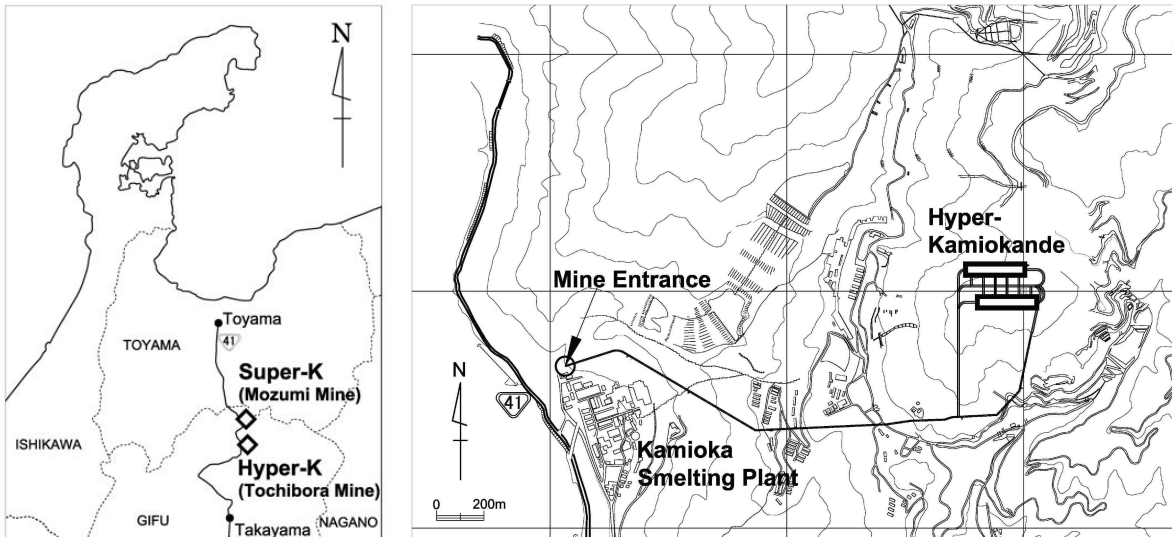 N
Toyama
41
TOYAMA
Super-K
(Mozumi Mine)
ISHIKAWA
Hyper-K
(Tochibora Mine)
GIFU
NAGANO
Takayama
Hyper-
Kamiokande
Mine Entrance
N
41
Kamioka
Smelting Plant
0 200m